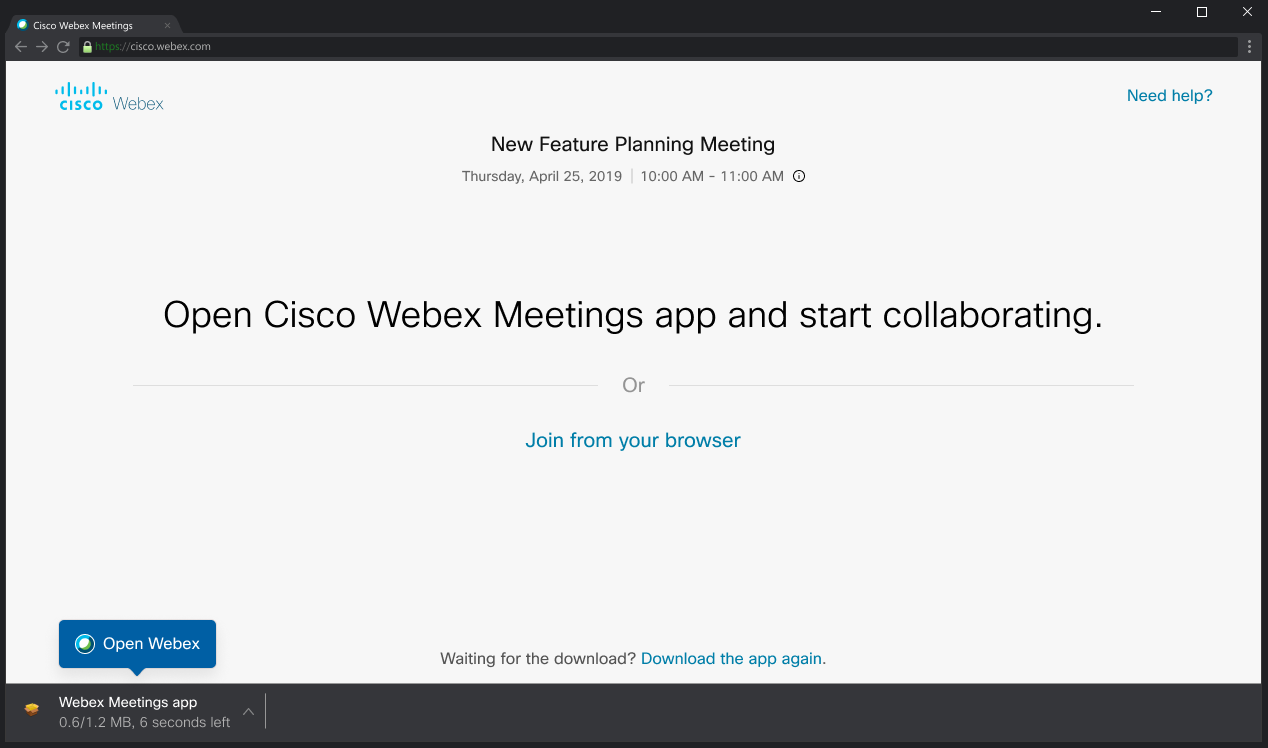 Cisco Webex Meetings
https://cisco.webex.com
CISCO Webex
Need help?
New Feature Planning Meeting
Thursday, April 25, 2019 | 10:00 AM - 11:00 AM
Open Cisco Webex Meetings app and start collaborating.
Or
Join from your browser
Open Webex
Waiting for the download? Download the app again.
Webex Meetings app
0.6/1.2 MB, 6 seconds left